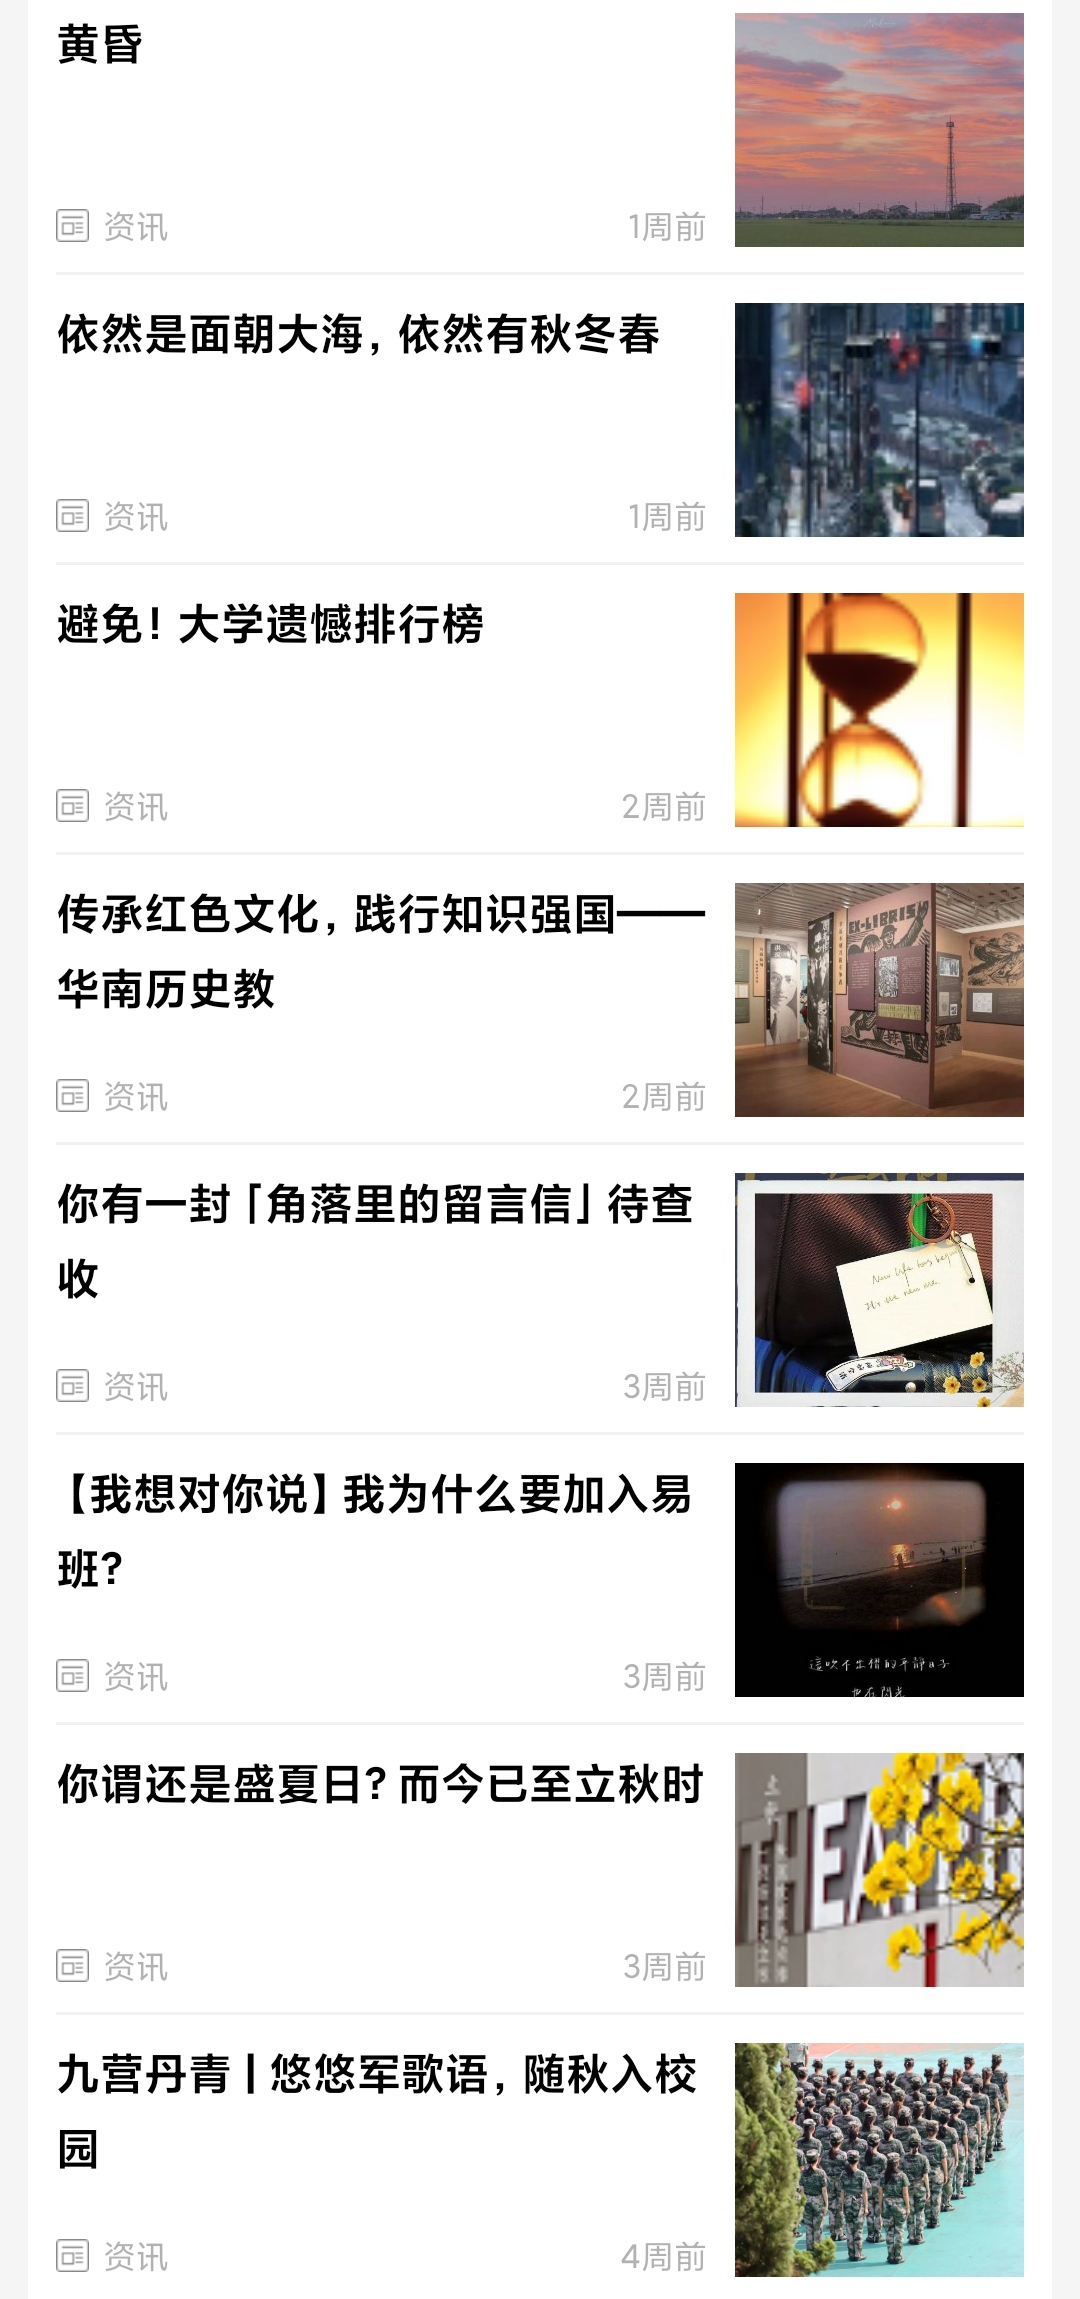 黄昏
资讯
1周前
依然是面朝大海，依然有秋冬春
资讯
1周前
避免！大学遗憾排行榜
资讯
2周前
传承红色文化，践行知识强国——
华南历史教
EX-LIBRIS
资讯
2周前
你有一封「角落里的留言信」待查
收
New life has begun
资讯
3周前
【我想对你说】我为什么要加入易
班？
资讯
3周前
這吹不出褶的平靜日子
也在閃光
你谓还是盛夏日？而今已至立秋时
THEA
资讯
3周前
九营丹青 | 悠悠军歌语，随秋入校
园
资讯
4周前